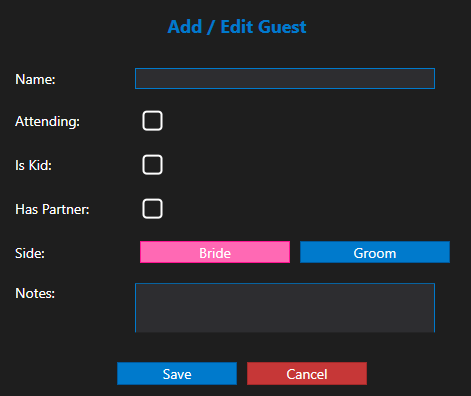 Add / Edit Guest
Name:
Attending:
Is Kid:
Has Partner:
Side: Bride Groom
Notes:
Save Cancel